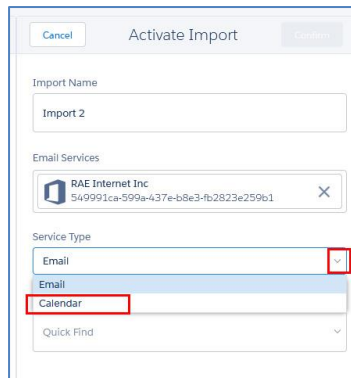 Cancel
Activate Import
Confirm
Import Name
Import 2
Email Services
RAE Internet Inc
549991ca-599a-437e-b8e3-fb2823e259b1
Service Type
Email
Email
Calendar
Quick Find